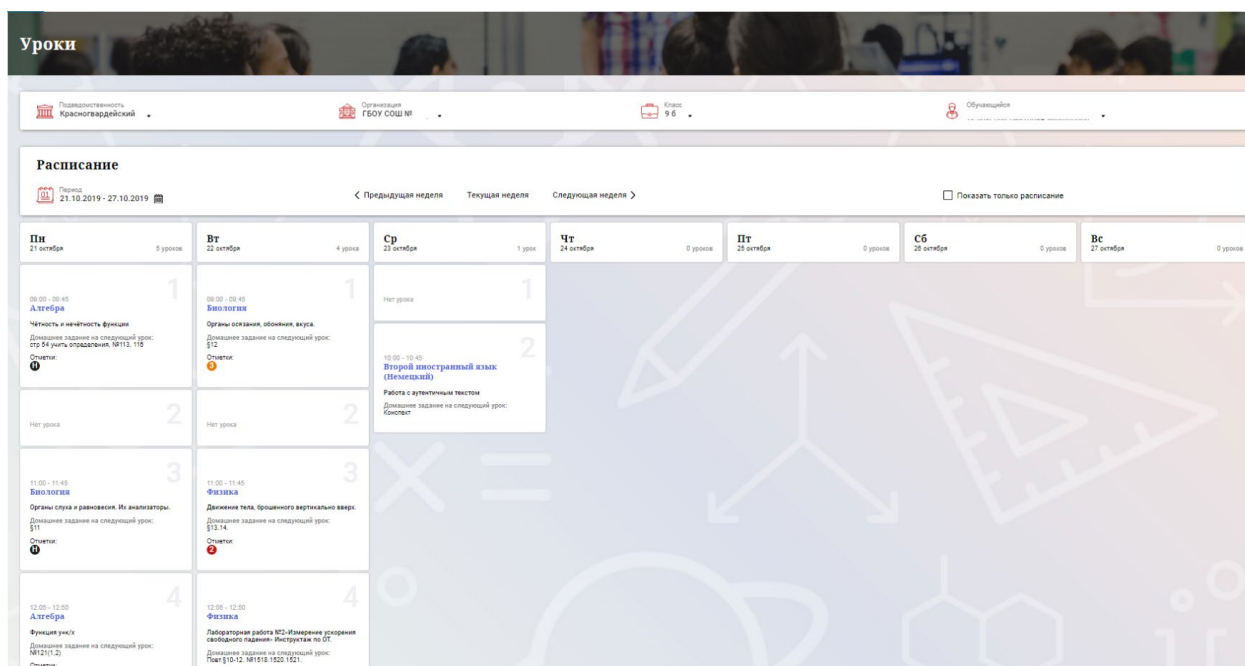 Уроки
Подведомственность
Красногвардейский
Организация
ГБОУ СОШ №
Класс
9 б
Обучающийся
Расписание
Период
21.10.2019 - 27.10.2019
Предыдущая неделя
Текущая неделя
Следующая неделя
Показать только расписание
Пн
21 октября
5 уроков
Вт
22 октября
4 урока
Ср
23 октября
1 урок
Чт
24 октября
0 уроков
Пт
25 октября
0 уроков
Сб
26 октября
0 уроков
Вс
27 октября
0 уроков
1
09:00 - 09:45
Алгебра
Чётность и нечётность функции
Домашнее задание на следующий урок:
стр 54 учить определения, №113, 115
Отметки:
Н
2
Нет урока
3
11:00 - 11:45
Биология
Органы слуха и равновесия. Их анализаторы.
Домашнее задание на следующий урок:
§11
Отметки:
Н
4
12:05 - 12:50
Алгебра
Функция у=к/х
Домашнее задание на следующий урок:
№121(1,2)
Отметки:
1
09:00 - 09:45
Биология
Органы осязания, обоняния, вкуса.
Домашнее задание на следующий урок:
§12
Отметки:
3
2
Нет урока
3
11:00 - 11:45
Физика
Движение тела, брошенного вертикально вверх.
Домашнее задание на следующий урок:
§13.14.
Отметки:
2
4
12:05 - 12:50
Физика
Лабораторная работа №2«Измерение ускорения
свободного падения» Инструктаж по ОТ.
Домашнее задание на следующий урок:
Повт.§10-12. №1518.1520.1521.
1
Нет урока
2
10:00 - 10:45
Второй иностранный язык
(Немецкий)
Работа с аутентичным текстом
Домашнее задание на следующий урок:
Конспект